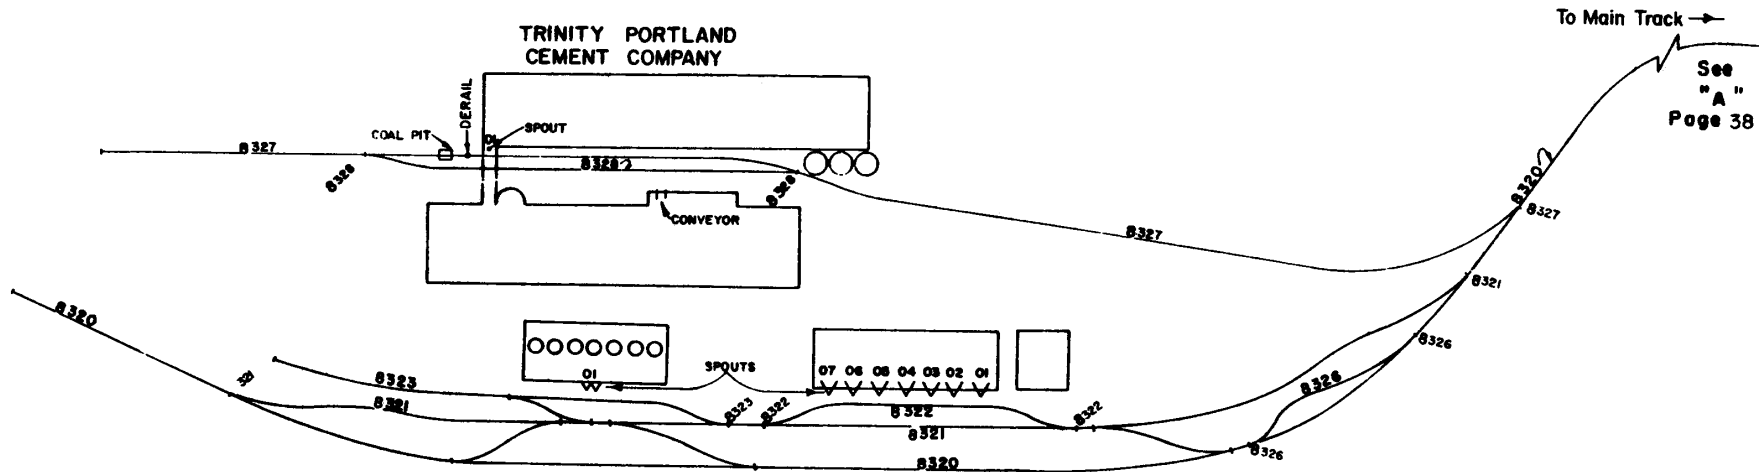 To Main Track
TRINITY PORTLAND
CEMENT COMPANY
See
"A"
Page 38
DERAIL
COAL PIT
01
SPOUT
8327
8328
8328
8328
CONVEYOR
8327
8320
8327
8321
8326
8320
01
SPOUTS
07 06 05 04 03 02 01
321
8323
8321
8323
8322
8322
8322
8321
8326
8326
8320